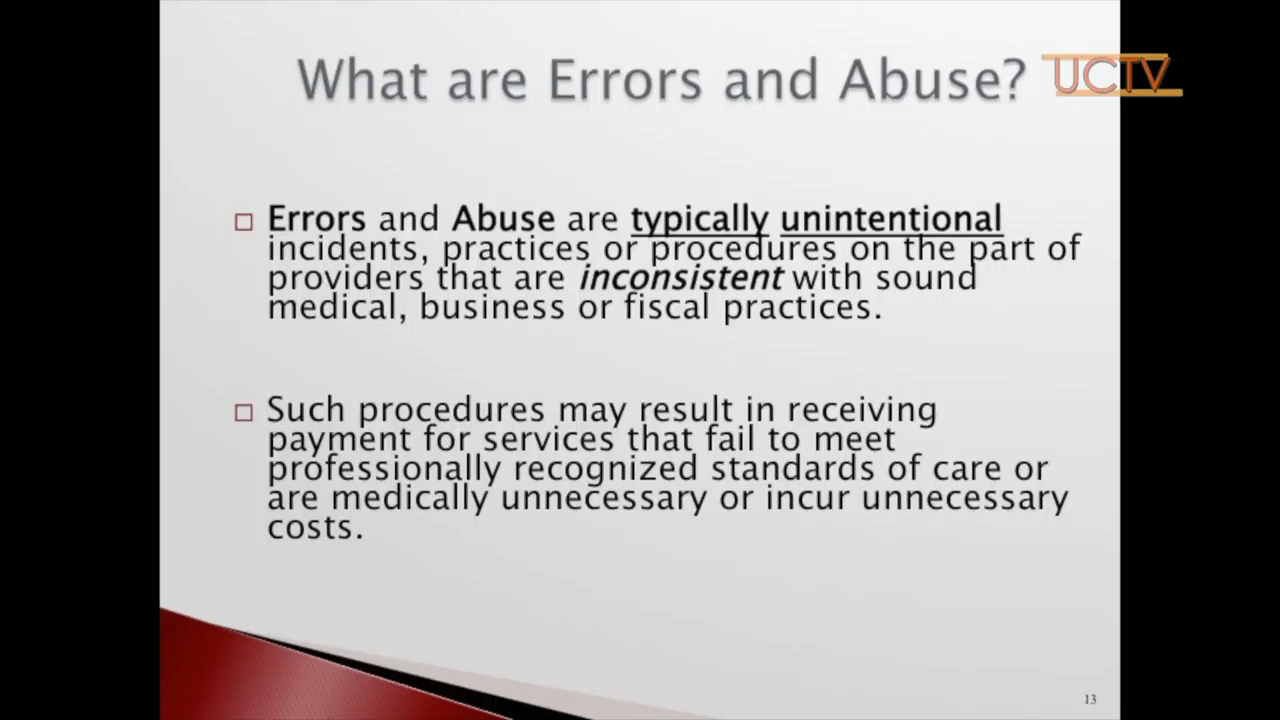 What are Errors and Abuse?
UCTV
Errors and Abuse are typically unintentional
incidents, practices or procedures on the part of
providers that are inconsistent with sound
medical, business or fiscal practices.
Such procedures may result in receiving
payment for services that fail to meet
professionally recognized standards of care or
are medically unnecessary or incur unnecessary
costs.
13